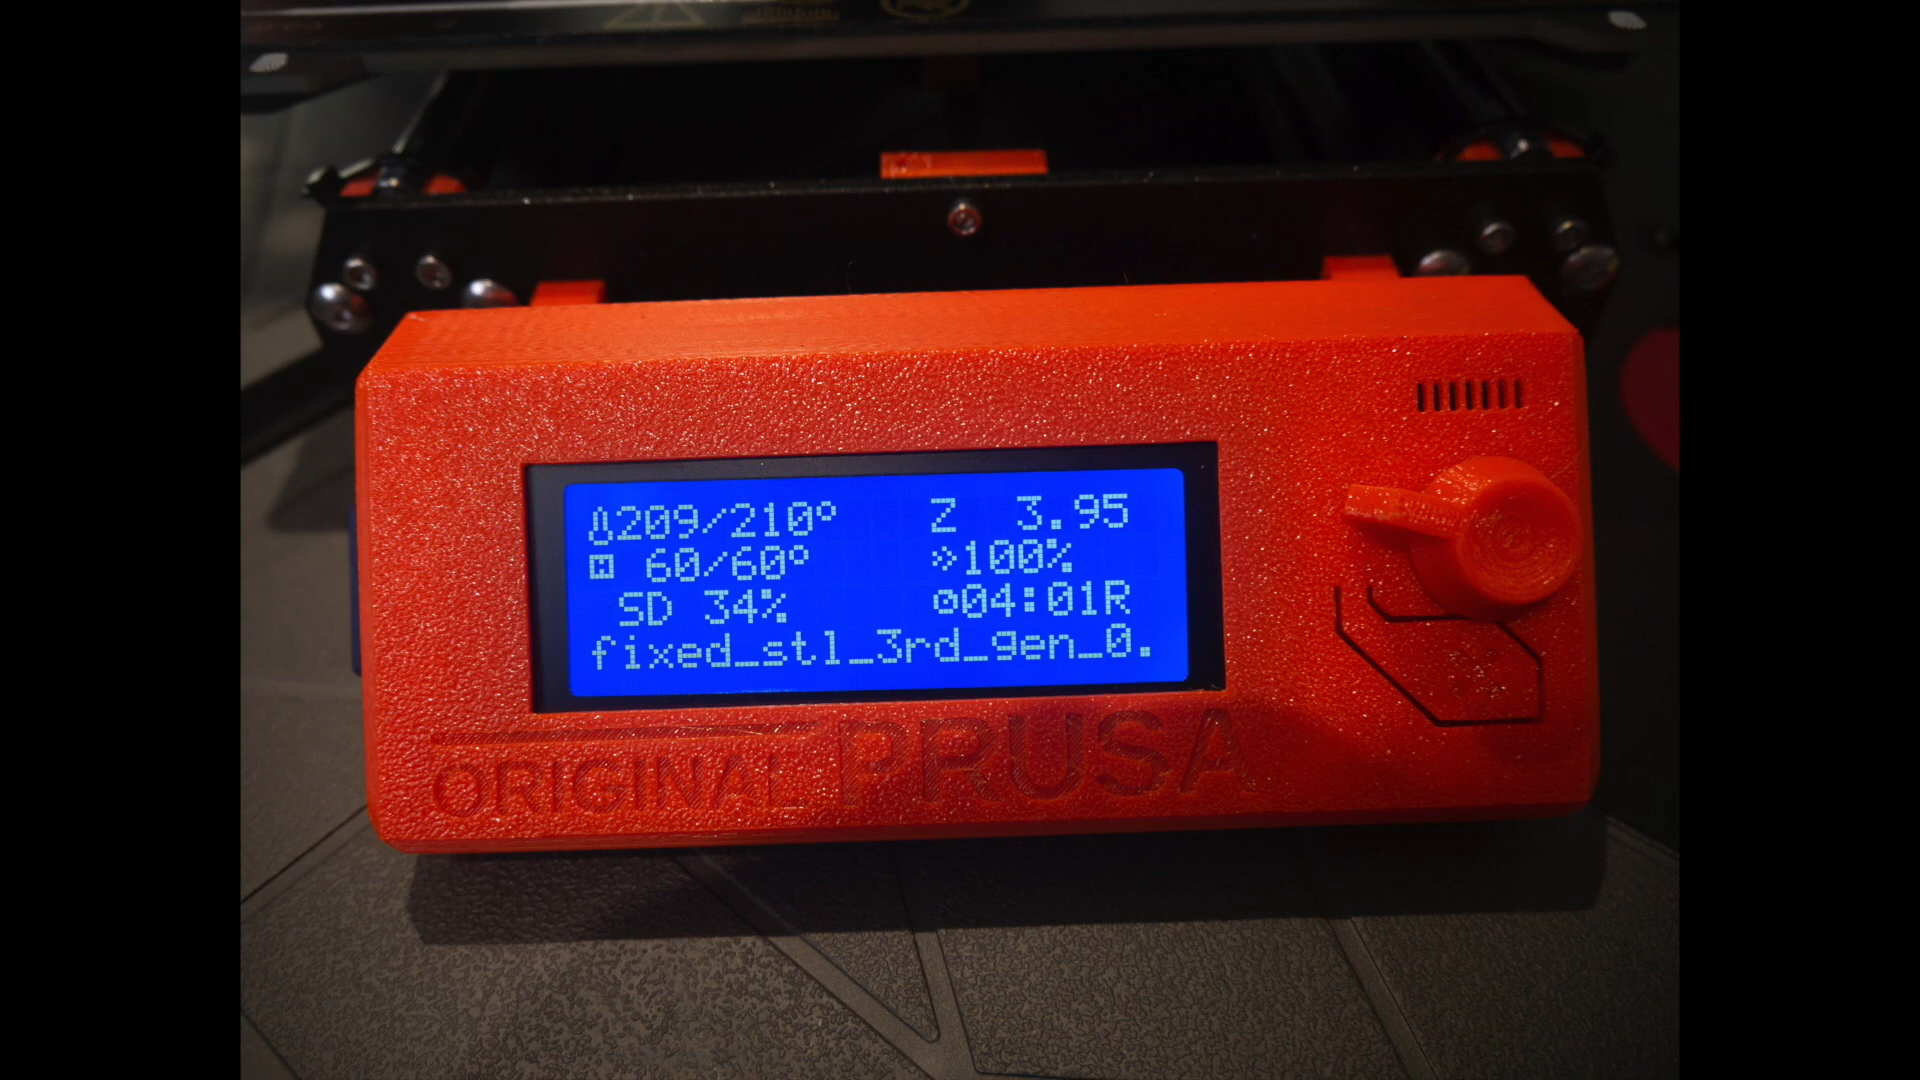 209/210° Z 3.95
60/60° 100%
SD 34% 04:01R
fixed_stl_3rd_gen_0.
ORIGINAL PRUSA